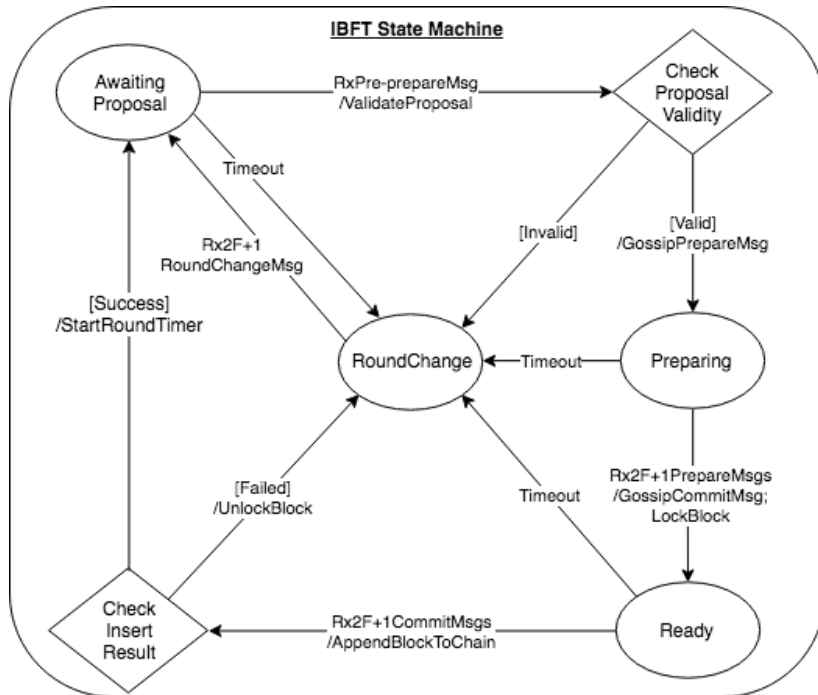 IBFT State Machine
Awaiting
Proposal
RxPre-prepareMsg
/ValidateProposal
Check
Proposal
Validity
Timeout
Rx2F+1
RoundChangeMsg
[Invalid]
[Valid]
/GossipPrepareMsg
[Success]
/StartRoundTimer
RoundChange
Timeout
Preparing
[Failed]
/UnlockBlock
Timeout
Rx2F+1PrepareMsgs
/GossipCommitMsg;
LockBlock
Check
Insert
Result
Rx2F+1CommitMsgs
/AppendBlockToChain
Ready